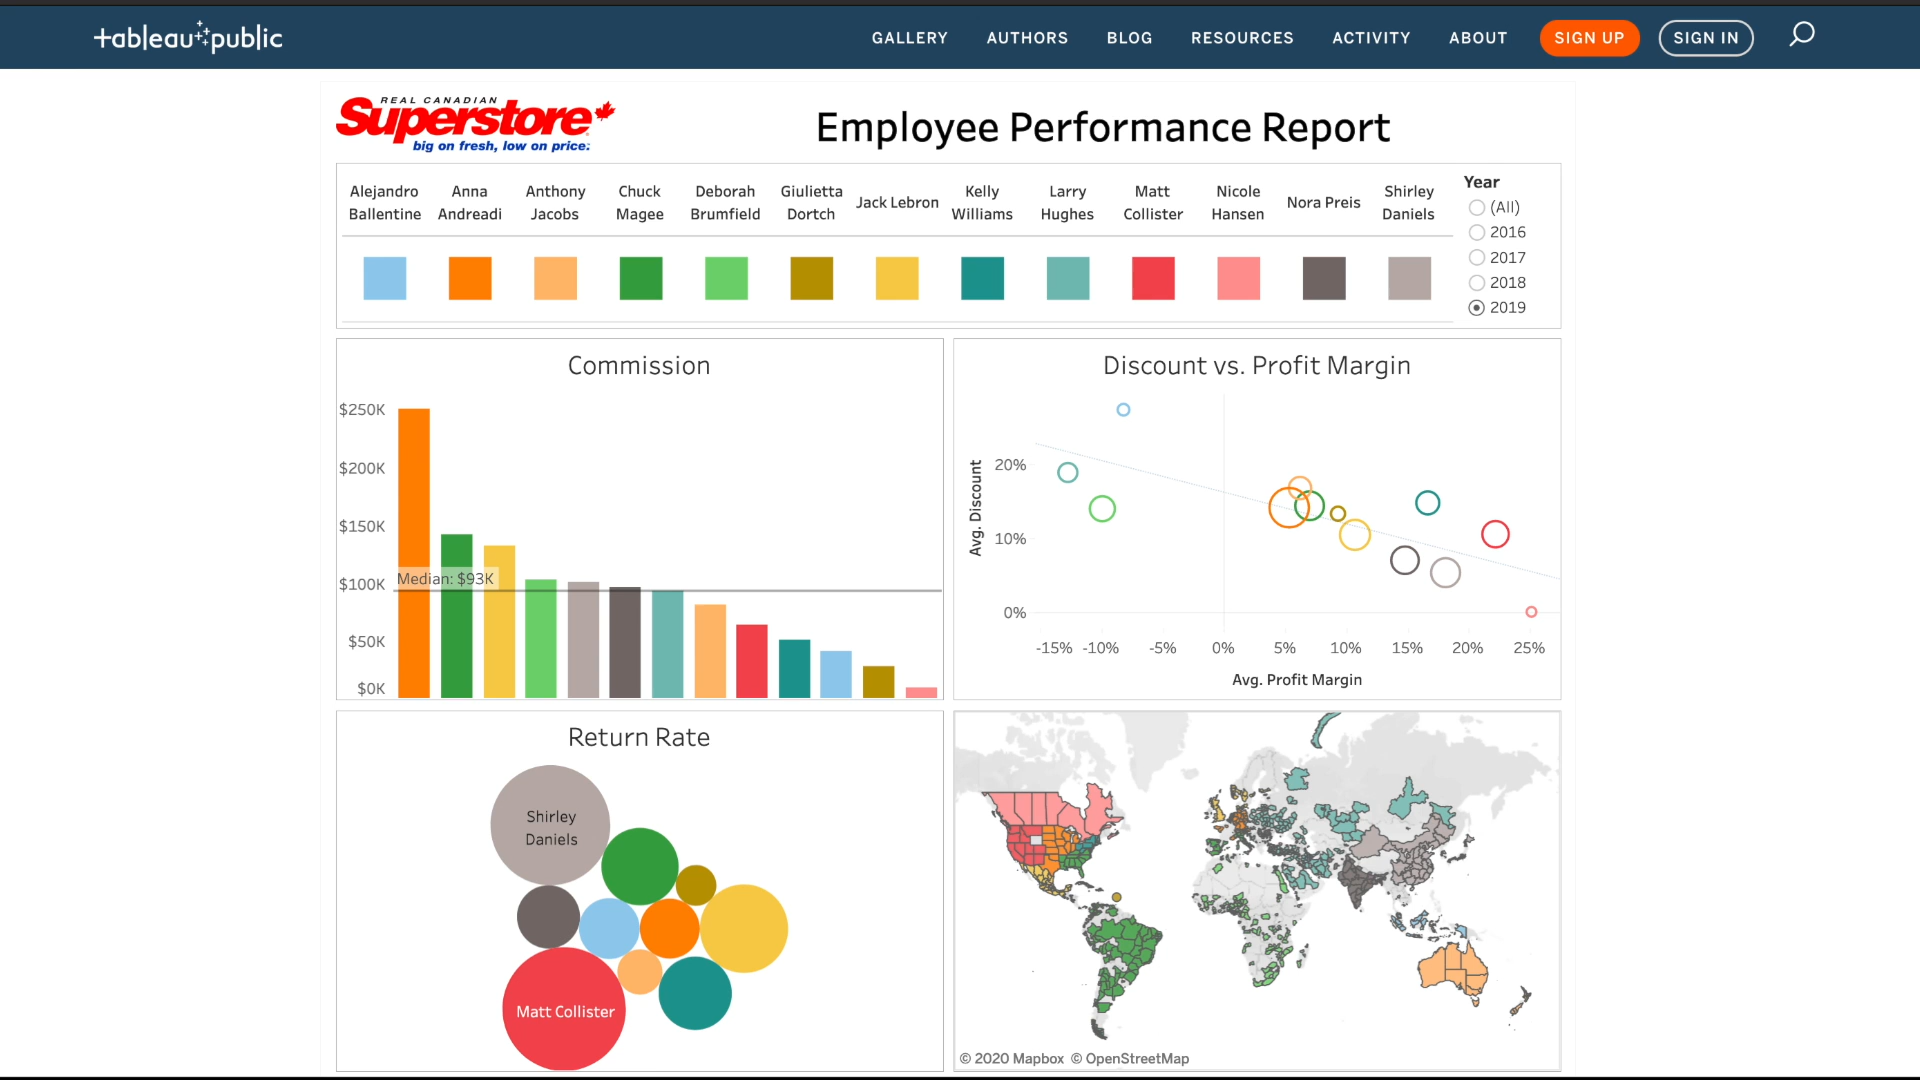 tableau public
GALLERY AUTHORS BLOG RESOURCES ACTIVITY ABOUT SIGN UP SIGN IN
REAL CANADIAN
Superstore
big on fresh, low on price.
Employee Performance Report
Alejandro Ballentine
Anna Andreadi
Anthony Jacobs
Chuck Magee
Deborah Brumfield
Giulietta Dortch
Jack Lebron
Kelly Williams
Larry Hughes
Matt Collister
Nicole Hansen
Nora Preis
Shirley Daniels
Year
(All)
2016
2017
2018
2019
Commission
$250K
$200K
$150K
$100K
$50K
$0K
Median: $93K
Discount vs. Profit Margin
Avg. Discount
20%
10%
0%
-15% -10% -5% 0% 5% 10% 15% 20% 25%
Avg. Profit Margin
Return Rate
Shirley
Daniels
Matt Collister
© 2020 Mapbox © OpenStreetMap